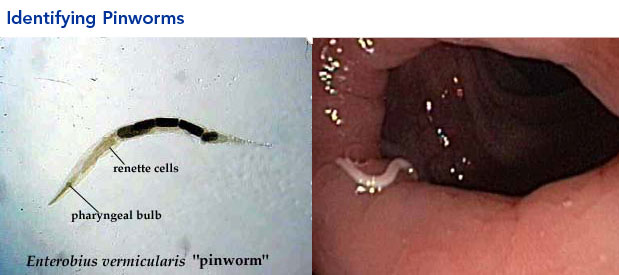 Identifying Pinworms
renette cells
pharyngeal bulb
Enterobius vermicularis "pinworm"